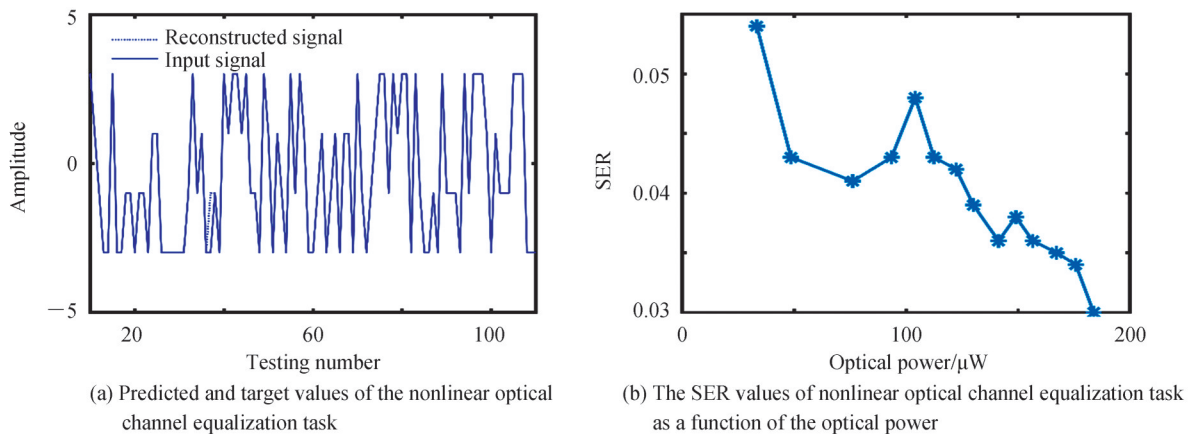 5
0
−5
Amplitude
Reconstructed signal
Input signal
20
60
100
Testing number
(a) Predicted and target values of the nonlinear optical
channel equalization task
0.05
0.04
0.03
SER
0
100
200
Optical power/μW
(b) The SER values of nonlinear optical channel equalization task
as a function of the optical power